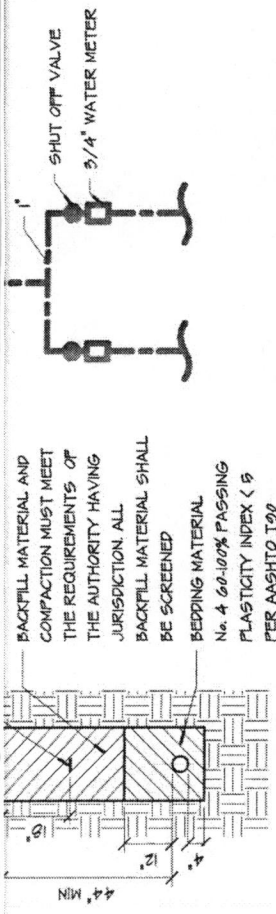 1"
SHUT OFF VALVE
3/4" WATER METER
BACKFILL MATERIAL AND
COMPACTION MUST MEET
THE REQUIREMENTS OF
THE AUTHORITY HAVING
JURISDICTION. ALL
BACKFILL MATERIAL SHALL
BE SCREENED
BEDDING MATERIAL
No. 4 60-100% PASSING
PLASTICITY INDEX < 5
PER AASHTO T90
18"
12"
4"
44" MIN